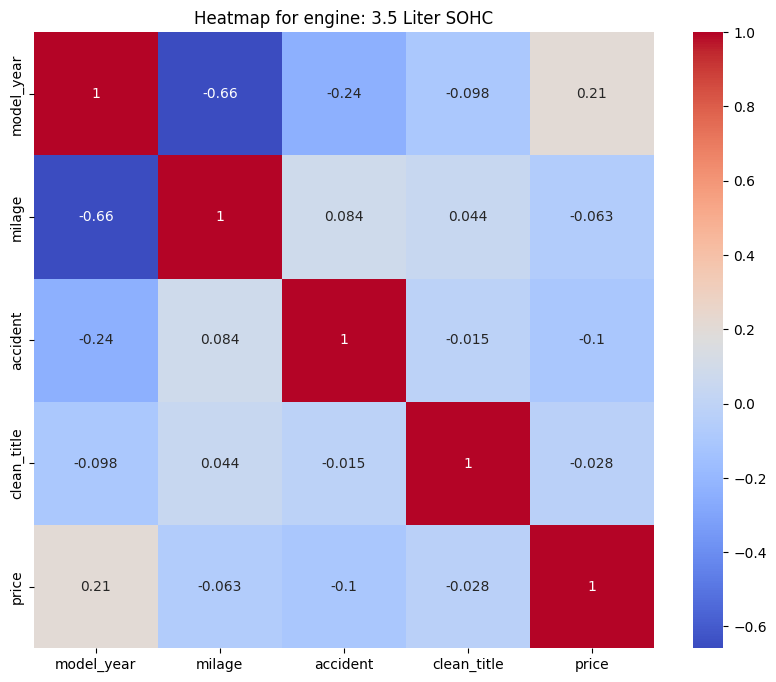 Heatmap for engine: 3.5 Liter SOHC
model_year 1 -0.66 -0.24 -0.098 0.21
milage -0.66 1 0.084 0.044 -0.063
accident -0.24 0.084 1 -0.015 -0.1
clean_title -0.098 0.044 -0.015 1 -0.028
price 0.21 -0.063 -0.1 -0.028 1
model_year milage accident clean_title price
1.0
0.8
0.6
0.4
0.2
0.0
−0.2
−0.4
−0.6